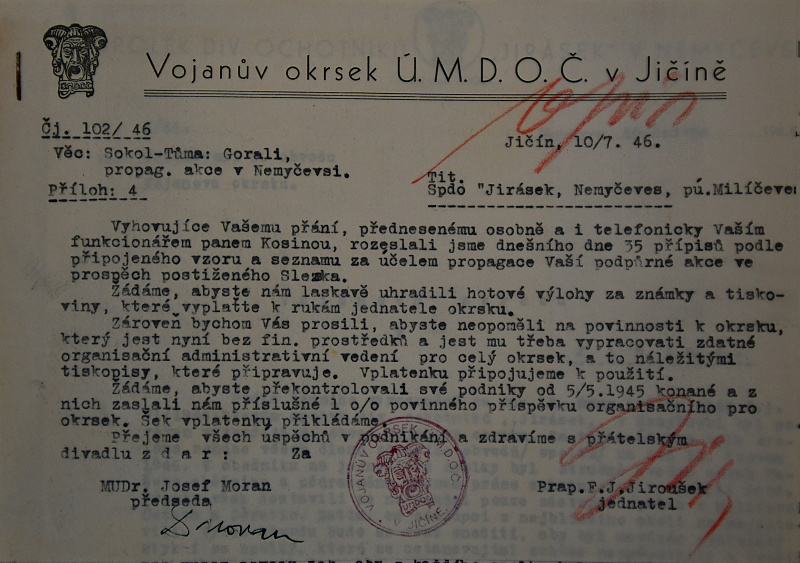 Vojanův okrsek Ú. M. D. O. Č. v Jičíně
Čj. 102/ 46
Jičín, 10/7. 46.
Věc: Sokol-Tůma: Gorali,
propag. akce v Nemyčevsi.
Tit.
Příloh: 4
Spdo "Jirásek, Nemyčeves, pú.Milíčeves
Vyhovujíce Vašemu přání, přednesenému osobně a i telefonicky Vaším
funkcionářem panem Kosinou, rozeslali jsme dnešního dne 35 přípisů podle
připojeného vzoru a seznamu za účelem propagace Vaší podpůrné akce ve
prospěch postiženého Slezska.
Žádáme, abyste nám laskavě uhradili hotové výlohy za známky a tisko-
viny, které vyplaťte k rukám jednatele okrsku.
Zároveň bychom Vás prosili, abyste neopoměli na povinnosti k okrsku,
který jest nyní bez fin. prostředků a jest mu třeba vypracovati zdatné
organisační administrativní vedení pro celý okrsek, a to náležitými
tiskopisy, které připravuje. Vplatenku připojujeme k použití.
Žádáme, abyste překontrolovali své podniky od 5/5.1945 konané a z
nich zaslali nám příslušné 1 o/o povinného příspěvku organisačního pro
okrsek. Šek vplatenku přikládáme.
Přejeme všech uspěchů v podnikání a zdravíme s přátelským
divadlu z d a r : Za
VOJANŮV OKRSEK Ú.M.D.O.Č.
V JIČÍNĚ
MUDr. Josef Moran
předseda
Prap.F.J.Jiroušek
jednatel